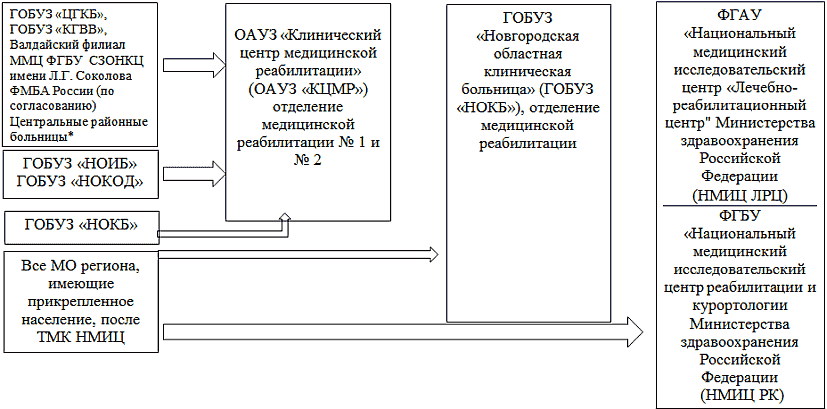 ГОБУЗ «ЦГКБ»,
ГОБУЗ «КГВВ»,
Валдайский филиал
ММЦ ФГБУ СЗОНКЦ
имени Л.Г. Соколова
ФМБА России (по
согласованию)
Центральные районные
больницы*
ГОБУЗ «НОИБ»
ГОБУЗ «НОКОД»
ГОБУЗ «НОКБ»
Все МО региона,
имеющие
прикрепленное
население, после
ТМК НМИЦ
ОАУЗ «Клинический
центр медицинской
реабилитации»
(ОАУЗ «КЦМР»)
отделение
медицинской
реабилитации № 1 и
№ 2
ГОБУЗ
«Новгородская
областная
клиническая
больница» (ГОБУЗ
«НОКБ»), отделение
медицинской
реабилитации
ФГАУ
«Национальный
медицинский
исследовательский
центр «Лечебно-
реабилитационный
центр" Министерства
здравоохранения
Российской
Федерации
(НМИЦ ЛРЦ)
ФГБУ
«Национальный
медицинский
исследовательский
центр реабилитации и
курортологии
Министерства
здравоохранения
Российской
Федерации
(НМИЦ РК)